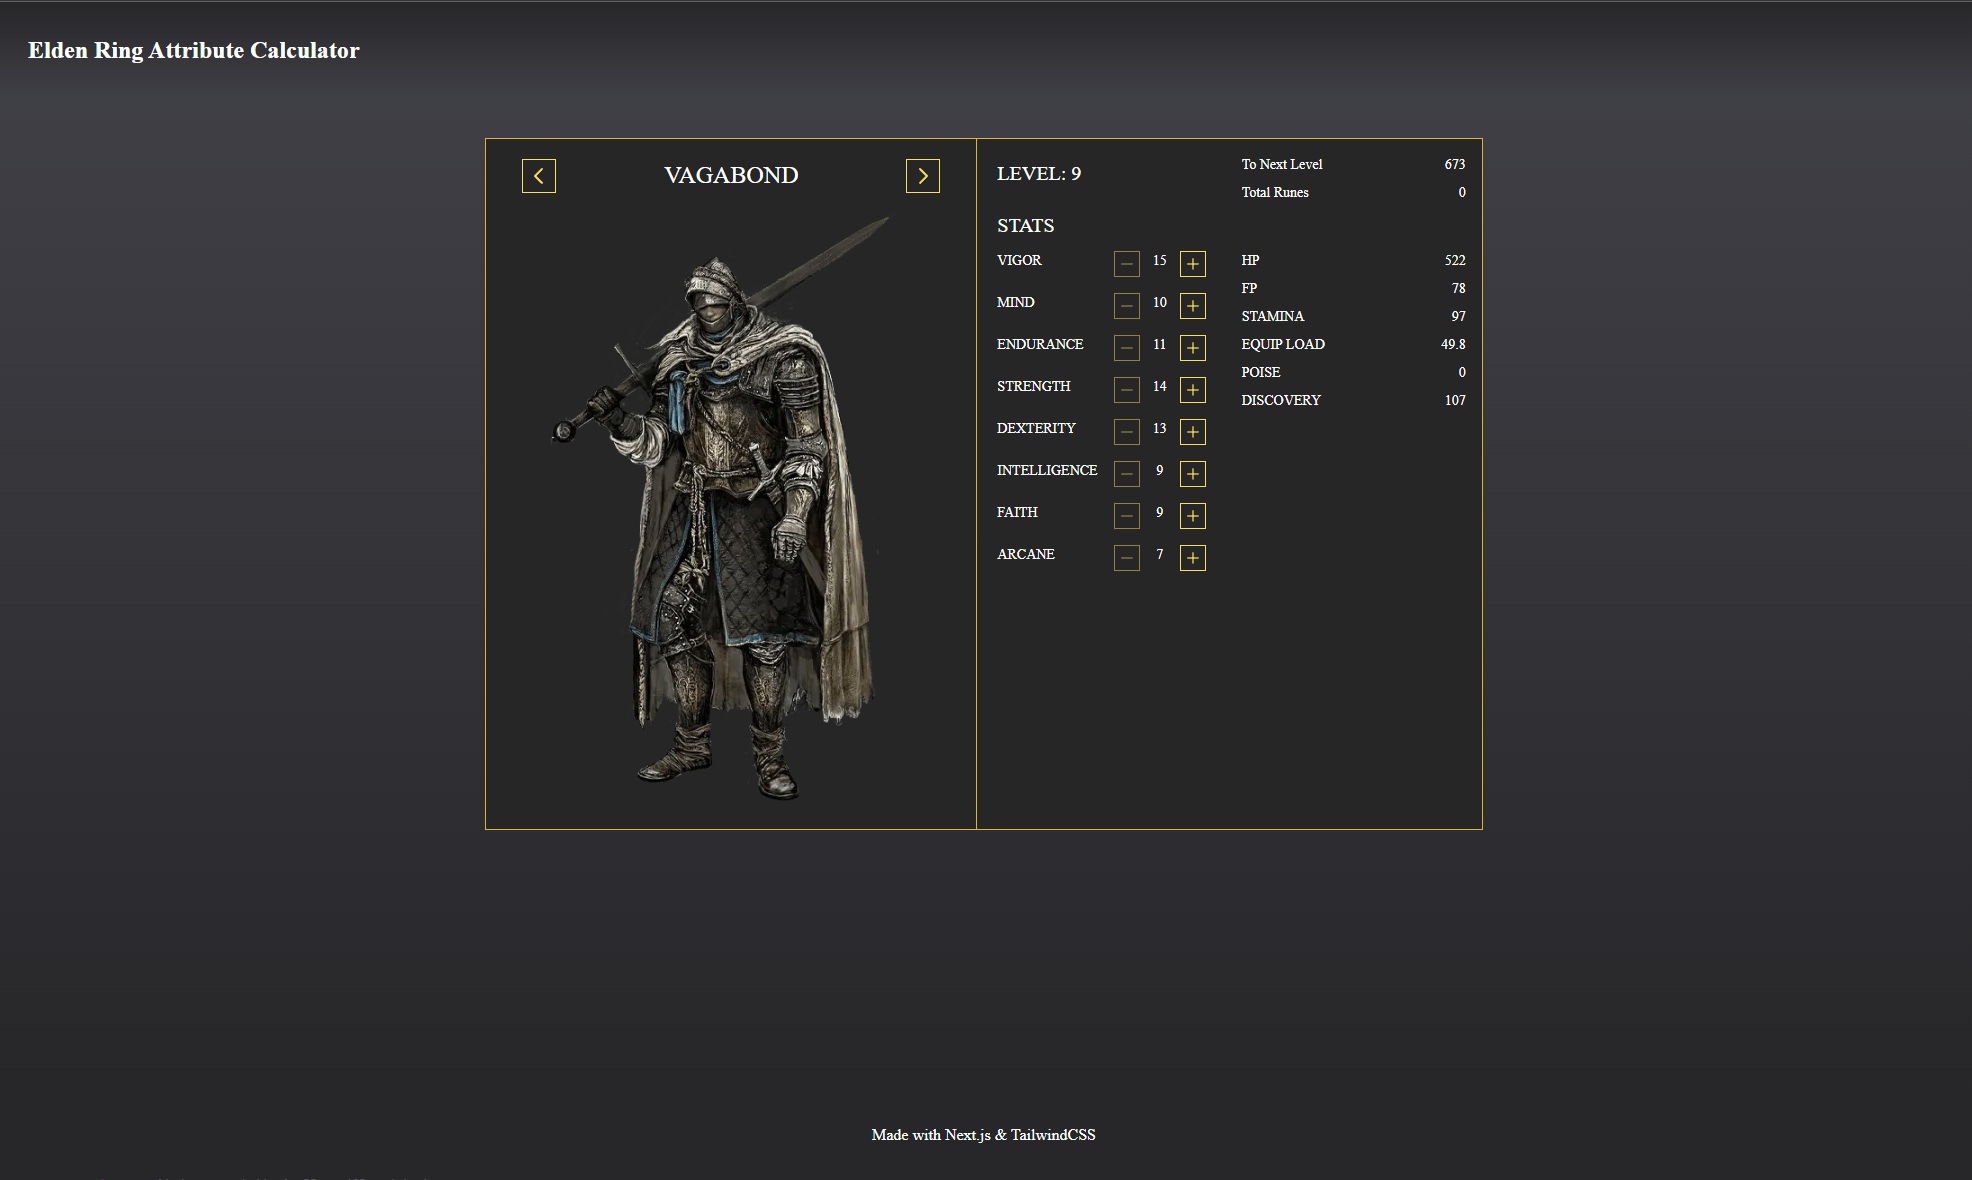 Elden Ring Attribute Calculator
VAGABOND
LEVEL: 9
To Next Level 673
Total Runes 0
STATS
VIGOR 15
MIND 10
ENDURANCE 11
STRENGTH 14
DEXTERITY 13
INTELLIGENCE 9
FAITH 9
ARCANE 7
HP 522
FP 78
STAMINA 97
EQUIP LOAD 49.8
POISE 0
DISCOVERY 107
Made with Next.js & TailwindCSS